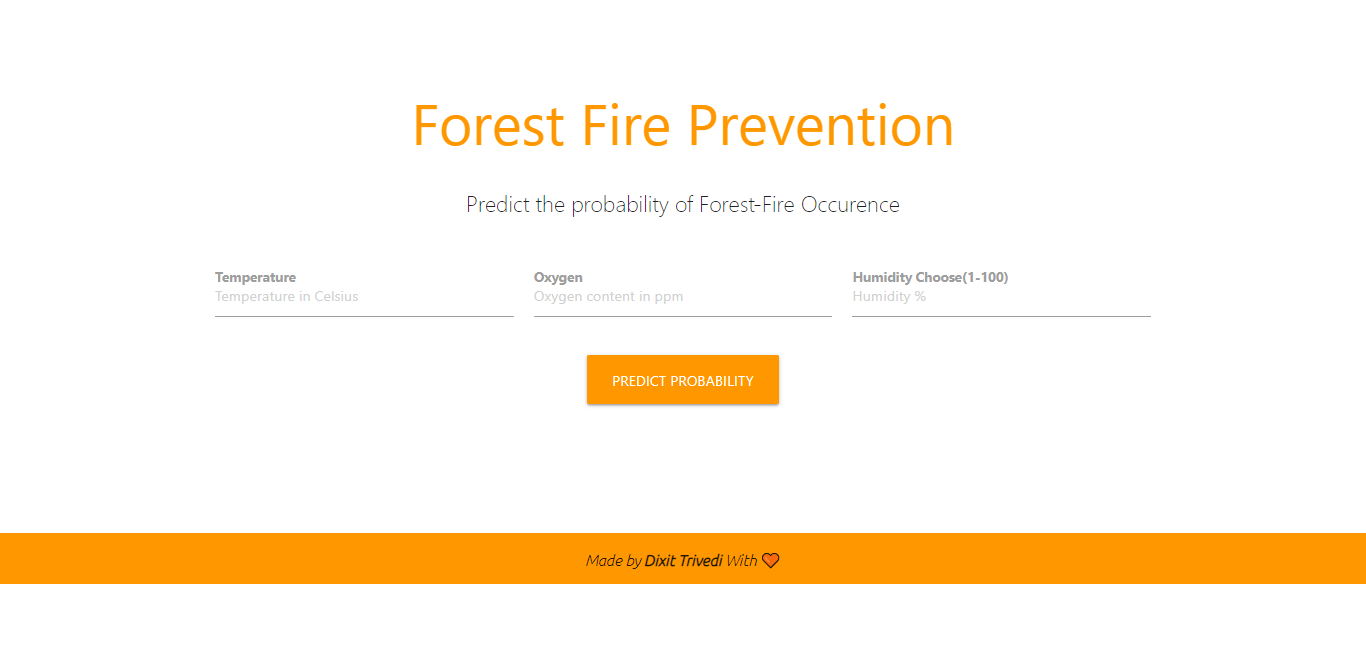 Forest Fire Prevention
Predict the probability of Forest-Fire Occurence
Temperature Oxygen Humidity Choose(1-100)
Temperature in Celsius Oxygen content in ppm Humidity %
PREDICT PROBABILITY
Made by Dixit Trivedi With